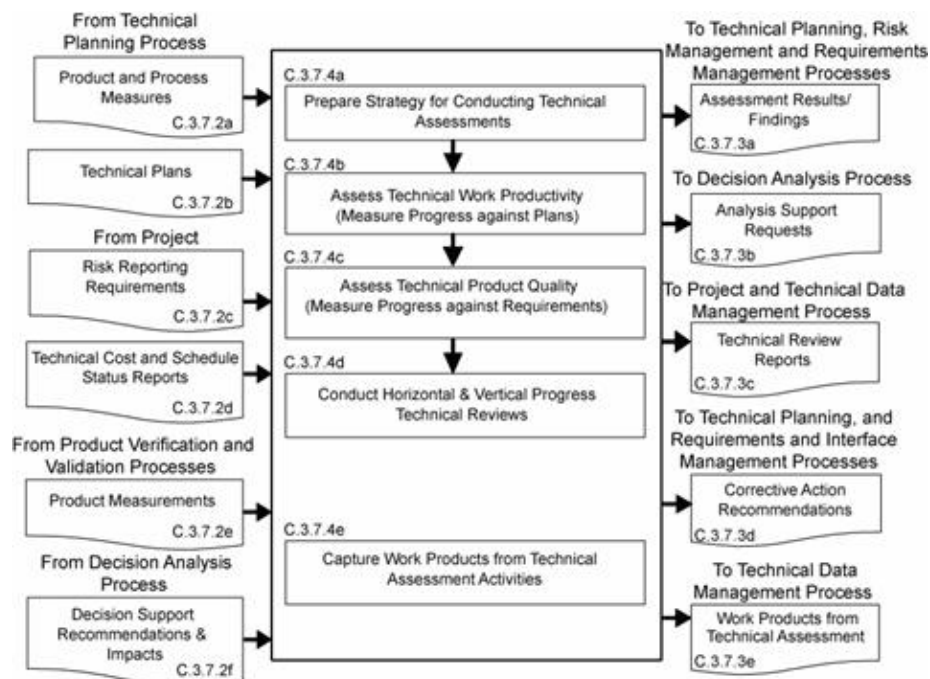 From Technical
Planning Process
Product and Process
Measures
C.3.7.2a
Technical Plans
C.3.7.2b
From Project
Risk Reporting
Requirements
C.3.7.2c
Technical Cost and Schedule
Status Reports
C.3.7.2d
From Product Verification and
Validation Processes
Product Measurements
C.3.7.2e
From Decision Analysis
Process
Decision Support
Recommendations &
Impacts
C.3.7.2f
C.3.7.4a
Prepare Strategy for Conducting Technical
Assessments
C.3.7.4b
Assess Technical Work Productivity
(Measure Progress against Plans)
C.3.7.4c
Assess Technical Product Quality
(Measure Progress against Requirements)
C.3.7.4d
Conduct Horizontal & Vertical Progress
Technical Reviews
C.3.7.4e
Capture Work Products from Technical
Assessment Activities
To Technical Planning, Risk
Management and Requirements
Management Processes
Assessment Results/
Findings
C.3.7.3a
To Decision Analysis Process
Analysis Support
Requests
C.3.7.3b
To Project and Technical Data
Management Process
Technical Review
Reports
C.3.7.3c
To Technical Planning, and
Requirements and Interface
Management Processes
Corrective Action
Recommendations
C.3.7.3d
To Technical Data
Management Process
Work Products from
Technical Assessment
C.3.7.3e